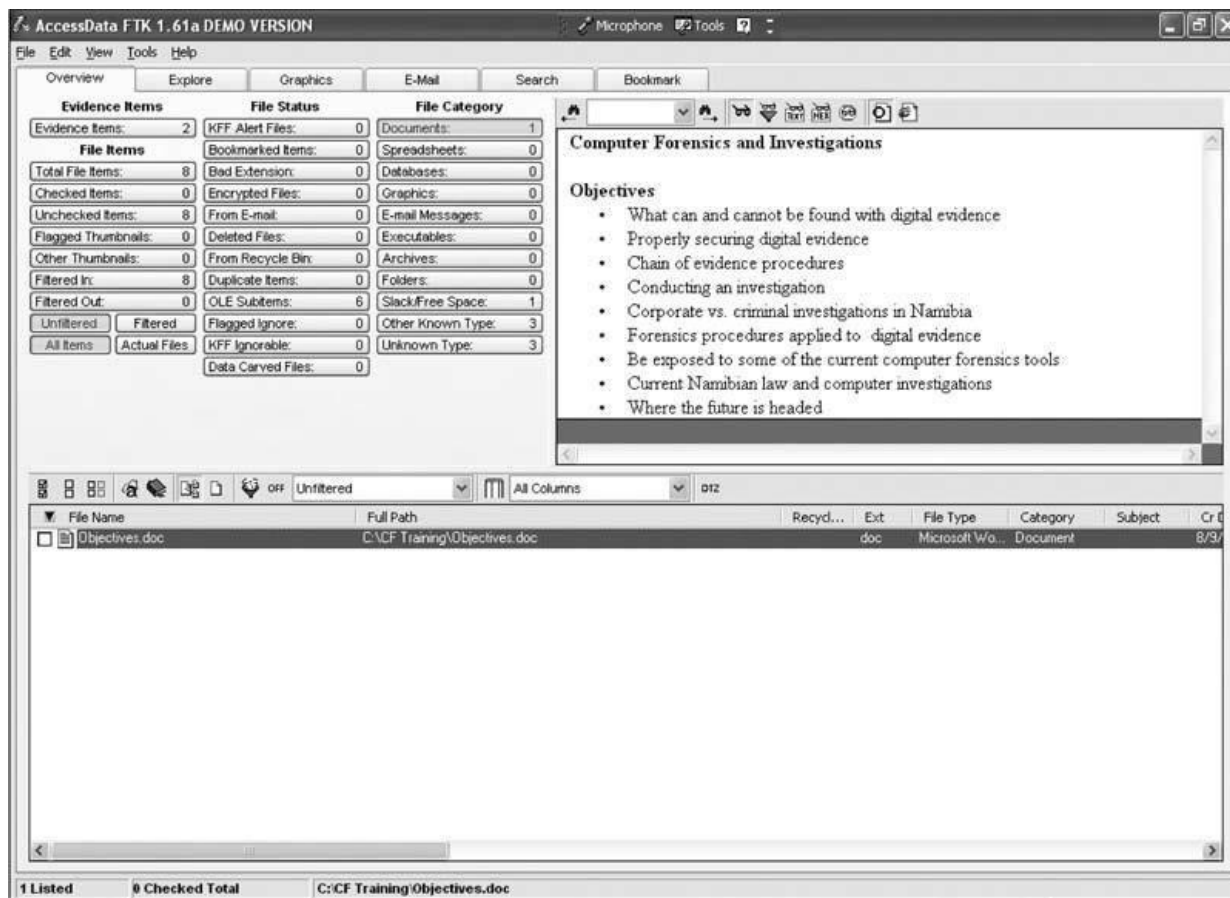 AccessData FTK 1.61a DEMO VERSION
Microphone Tools
File Edit View Tools Help
Overview Explore Graphics E-Mail Search Bookmark
Evidence Items
Evidence Items: 2
File Items
Total File Items: 8
Checked Items: 0
Unchecked Items: 8
Flagged Thumbnails: 0
Other Thumbnails: 0
Filtered In: 8
Filtered Out: 0
Unfiltered Filtered
All Items Actual Files
File Status
KFF Alert Files: 0
Bookmarked Items: 0
Bad Extension: 0
Encrypted Files: 0
From E-mail: 0
Deleted Files: 0
From Recycle Bin: 0
Duplicate Items: 0
OLE Subitems: 6
Flagged Ignore: 0
KFF Ignorable: 0
Data Carved Files: 0
File Category
Documents: 1
Spreadsheets: 0
Databases: 0
Graphics: 0
E-mail Messages: 0
Executables: 0
Archives: 0
Folders: 0
Slack/Free Space: 1
Other Known Type: 3
Unknown Type: 3
Computer Forensics and Investigations
Objectives
• What can and cannot be found with digital evidence
• Properly securing digital evidence
• Chain of evidence procedures
• Conducting an investigation
• Corporate vs. criminal investigations in Namibia
• Forensics procedures applied to digital evidence
• Be exposed to some of the current computer forensics tools
• Current Namibian law and computer investigations
• Where the future is headed
OFF Unfiltered All Columns DTZ
File Name Full Path Recycl... Ext File Type Category Subject Cr D
Objectives.doc C:\CF Training\Objectives.doc doc Microsoft Wo... Document 8/9/
1 Listed 0 Checked Total C:\CF Training\Objectives.doc